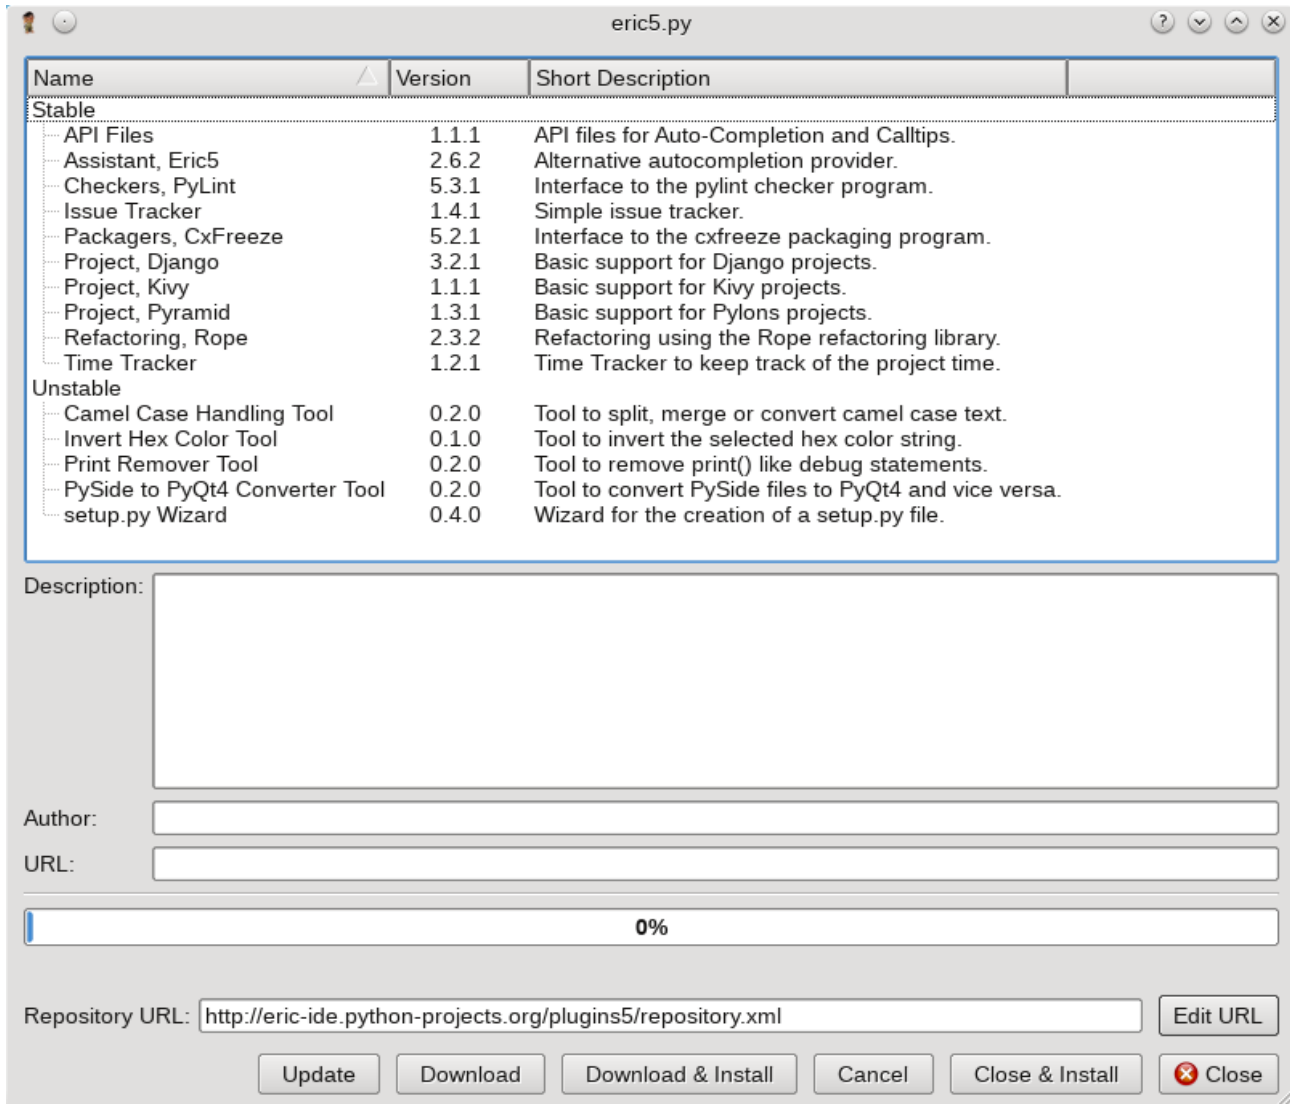 eric5.py
Name Version Short Description
Stable
API Files 1.1.1 API files for Auto-Completion and Calltips.
Assistant, Eric5 2.6.2 Alternative autocompletion provider.
Checkers, PyLint 5.3.1 Interface to the pylint checker program.
Issue Tracker 1.4.1 Simple issue tracker.
Packagers, CxFreeze 5.2.1 Interface to the cxfreeze packaging program.
Project, Django 3.2.1 Basic support for Django projects.
Project, Kivy 1.1.1 Basic support for Kivy projects.
Project, Pyramid 1.3.1 Basic support for Pylons projects.
Refactoring, Rope 2.3.2 Refactoring using the Rope refactoring library.
Time Tracker 1.2.1 Time Tracker to keep track of the project time.
Unstable
Camel Case Handling Tool 0.2.0 Tool to split, merge or convert camel case text.
Invert Hex Color Tool 0.1.0 Tool to invert the selected hex color string.
Print Remover Tool 0.2.0 Tool to remove print() like debug statements.
PySide to PyQt4 Converter Tool 0.2.0 Tool to convert PySide files to PyQt4 and vice versa.
setup.py Wizard 0.4.0 Wizard for the creation of a setup.py file.
Description:
Author:
URL:
0%
Repository URL: http://eric-ide.python-projects.org/plugins5/repository.xml Edit URL
Update Download Download & Install Cancel Close & Install Close